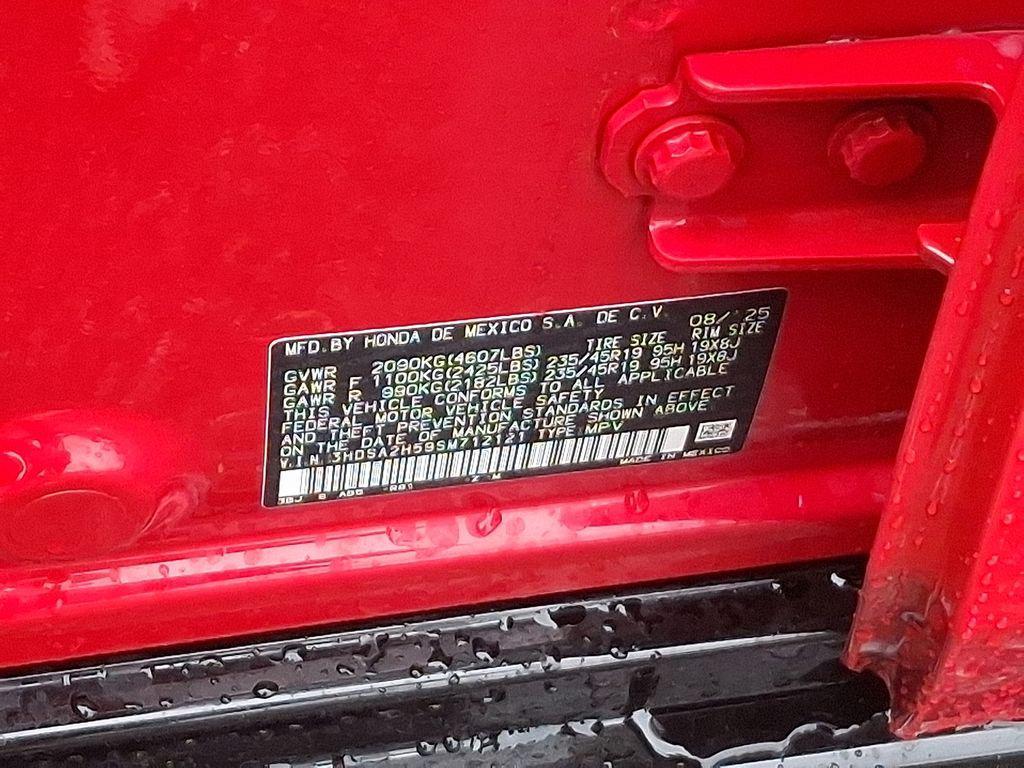 MFD.BY HONDA DE MEXICO S.A. DE C.V. 08/'25
GVWR 2090KG(4607LBS) TIRE SIZE RIM SIZE
GAWR F 1100KG(2425LBS) 235/45R19 95H 19X8J
GAWR R 990KG(2182LBS) 235/45R19 95H 19X8J
THIS VEHICLE CONFORMS TO ALL APPLICABLE
FEDERAL MOTOR VEHICLE SAFETY
AND THEFT PREVENTION STANDARDS IN EFFECT
ON THE DATE OF MANUFACTURE SHOWN ABOVE
V.I.N. 3HDSA2H59SM712121 TYPE MPV
MADE IN MEXICO